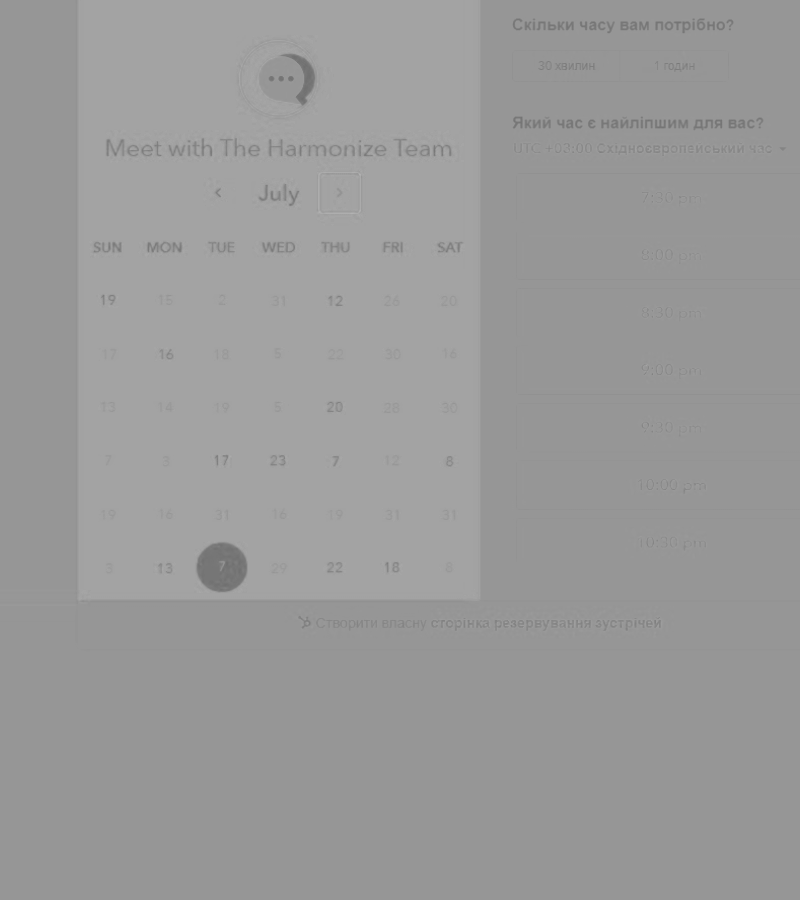 Meet with The Harmonize Team
July
SUN MON TUE WED THU FRI SAT
19 15 2 31 12 26 20
17 16 18 5 22 30 16
14 19 5 20 28 30
7 3 17 23 7 12 8
19 16 31 16 19 31 31
3 13 7 29 22 18 6
Скільки часу вам потрібно?
30 хвилин 1 годин
Який час є найліпшим для вас?
UTC +03:00 Східноєвропейський час
7:30 pm
8:00 pm
8:30 pm
9:00 pm
9:30 pm
10:00 pm
10:30 pm
Створити власну сторінка резервування зустрічей